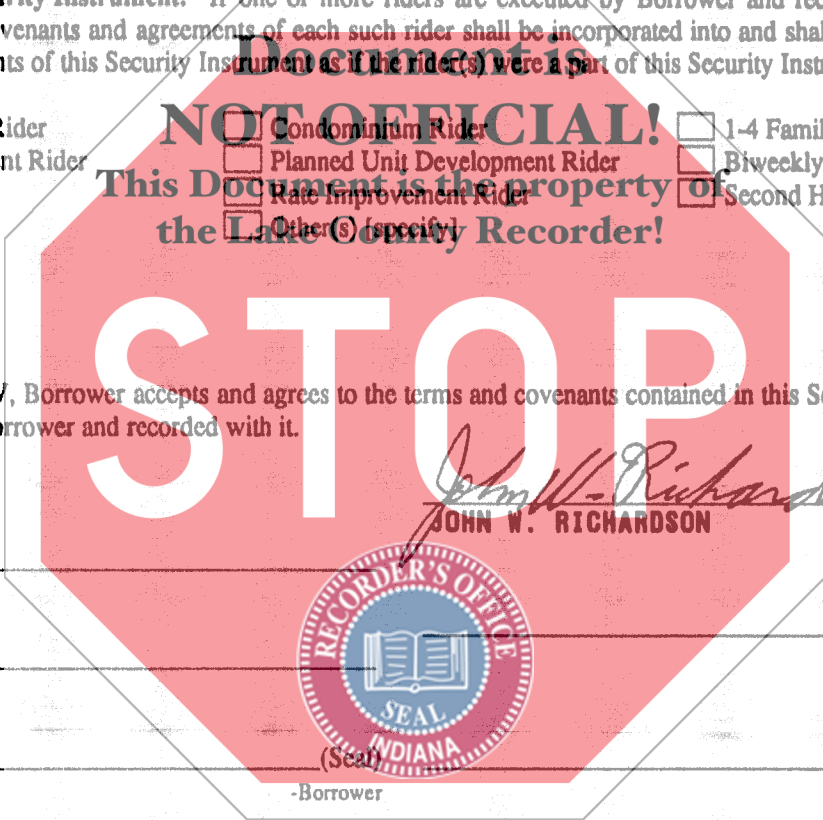 rity Instrument. If one or more riders are executed by Borrower and rec
venants and agreements of each such rider shall be incorporated into and shal
nts of this Security Instrument as if the rider(s) were a part of this Security Instr
Document is
NOT OFFICIAL!
This Document is the property of
the Lake County Recorder!
Rider Condominium Rider 1-4 Famil
nt Rider Planned Unit Development Rider Biweekly
Rate Improvement Rider Second H
Other(s) [specify]
STOP
, Borrower accepts and agrees to the terms and covenants contained in this Se
rrower and recorded with it.
John W. Richards
JOHN W. RICHARDSON
RECORDER'S OFFICE
SEAL
INDIANA
(Seal)
-Borrower